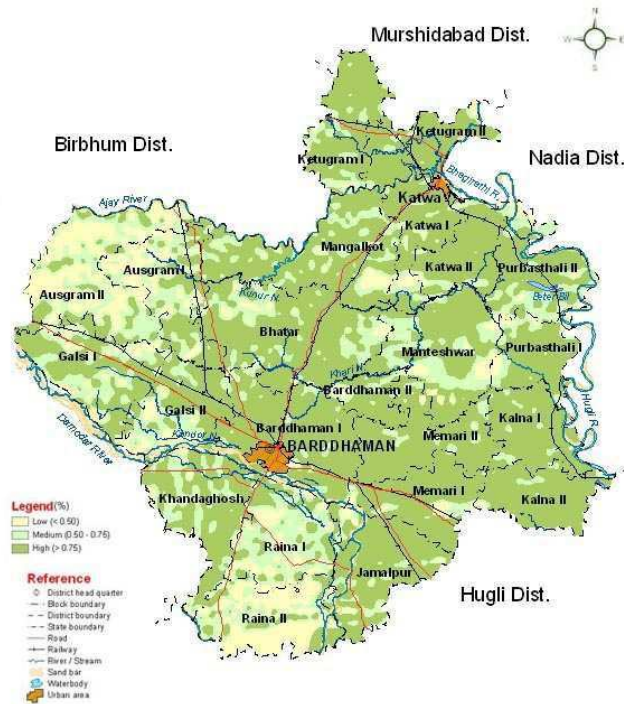 N
W E
S
Murshidabad Dist.
Birbhum Dist.
Nadia Dist.
Ketugram II
Ketugram I
Bhagirathi R.
Katwa
Ajay River
Katwa I
Mangalkot
Katwa II
Purbasthali II
Ausgram I
Kunur N.
Beter Bil
Ausgram II
Bhatar
Manteshwar
Purbasthali I
Galsi I
Khari N.
Barddhaman II
Galsi II
Kalna I
Hugli R.
Damodar River
Barddhaman I
Memari II
BARDDHAMAN
Khandaghosh
Memari I
Kalna II
Legend(%)
Low (< 0.50)
Medium (0.50 - 0.75)
High (> 0.75)
Raina I
Jamalpur
Hugli Dist.
Raina II
Reference
District head quarter
Block boundary
District boundary
State boundary
Road
Railway
River / Stream
Sand bar
Waterbody
Urban area